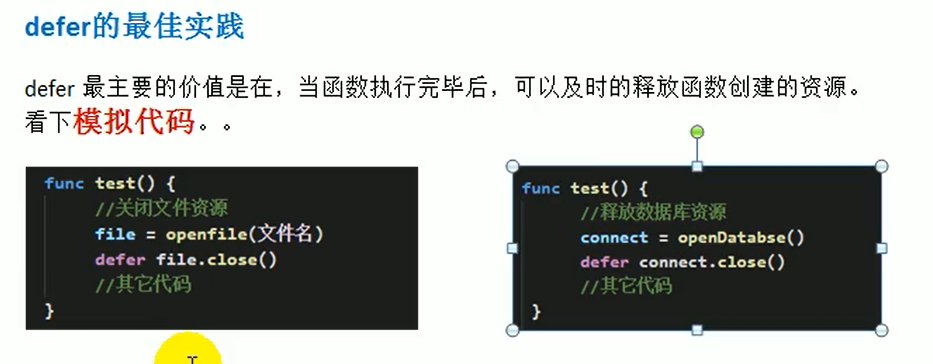 defer的最佳实践
defer 最主要的价值是在，当函数执行完毕后，可以及时的释放函数创建的资源。
看下模拟代码。。
func test() {
//关闭文件资源
file = openfile(文件名)
defer file.close()
//其它代码
}
func test() {
//释放数据库资源
connect = openDatabse()
defer connect.close()
//其它代码
}